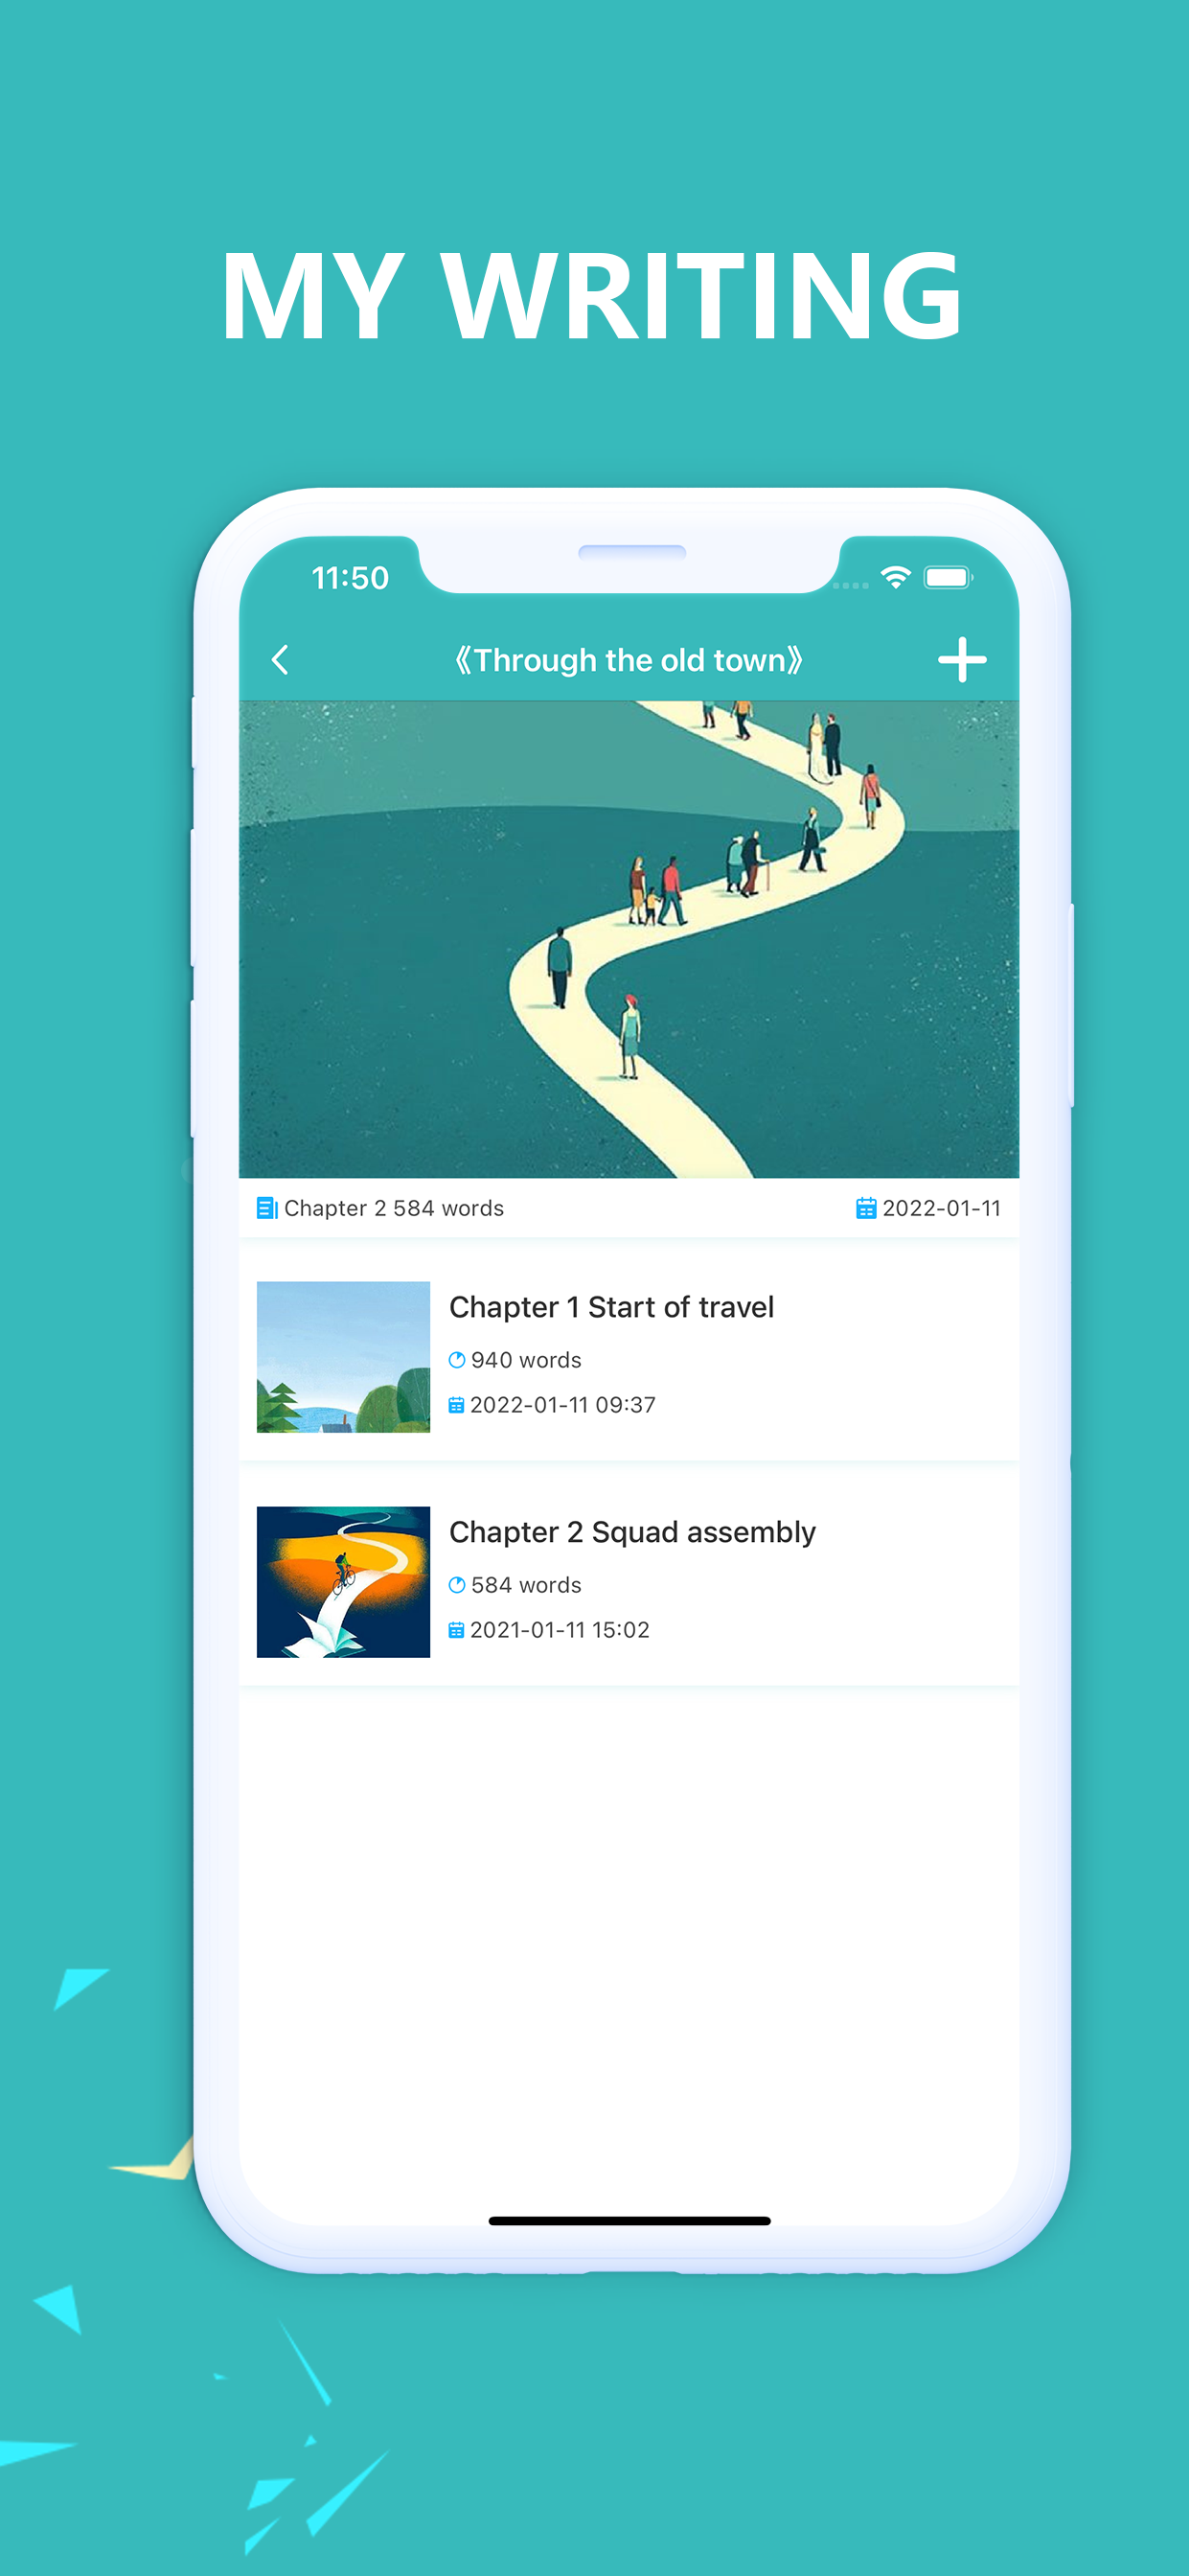 MY WRITING
11:50
《Through the old town》
Chapter 2 584 words
2022-01-11
Chapter 1 Start of travel
940 words
2022-01-11 09:37
Chapter 2 Squad assembly
584 words
2021-01-11 15:02